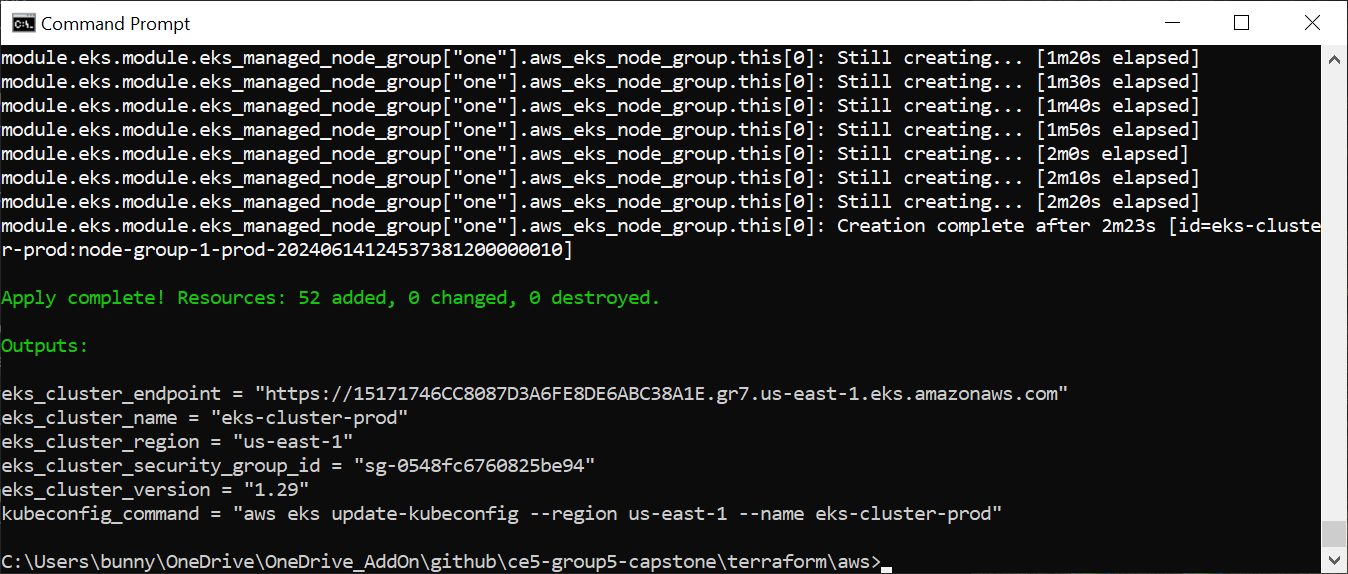 Command Prompt
module.eks.module.eks_managed_node_group["one"].aws_eks_node_group.this[0]: Still creating... [1m20s elapsed]
module.eks.module.eks_managed_node_group["one"].aws_eks_node_group.this[0]: Still creating... [1m30s elapsed]
module.eks.module.eks_managed_node_group["one"].aws_eks_node_group.this[0]: Still creating... [1m40s elapsed]
module.eks.module.eks_managed_node_group["one"].aws_eks_node_group.this[0]: Still creating... [1m50s elapsed]
module.eks.module.eks_managed_node_group["one"].aws_eks_node_group.this[0]: Still creating... [2m0s elapsed]
module.eks.module.eks_managed_node_group["one"].aws_eks_node_group.this[0]: Still creating... [2m10s elapsed]
module.eks.module.eks_managed_node_group["one"].aws_eks_node_group.this[0]: Still creating... [2m20s elapsed]
module.eks.module.eks_managed_node_group["one"].aws_eks_node_group.this[0]: Creation complete after 2m23s [id=eks-cluste
r-prod:node-group-1-prod-20240614124537381200000010]
Apply complete! Resources: 52 added, 0 changed, 0 destroyed.
Outputs:
eks_cluster_endpoint = "https://15171746CC8087D3A6FE8DE6ABC38A1E.gr7.us-east-1.eks.amazonaws.com"
eks_cluster_name = "eks-cluster-prod"
eks_cluster_region = "us-east-1"
eks_cluster_security_group_id = "sg-0548fc6760825be94"
eks_cluster_version = "1.29"
kubeconfig_command = "aws eks update-kubeconfig --region us-east-1 --name eks-cluster-prod"
C:\Users\bunny\OneDrive\OneDrive_AddOn\github\ce5-group5-capstone\terraform\aws>